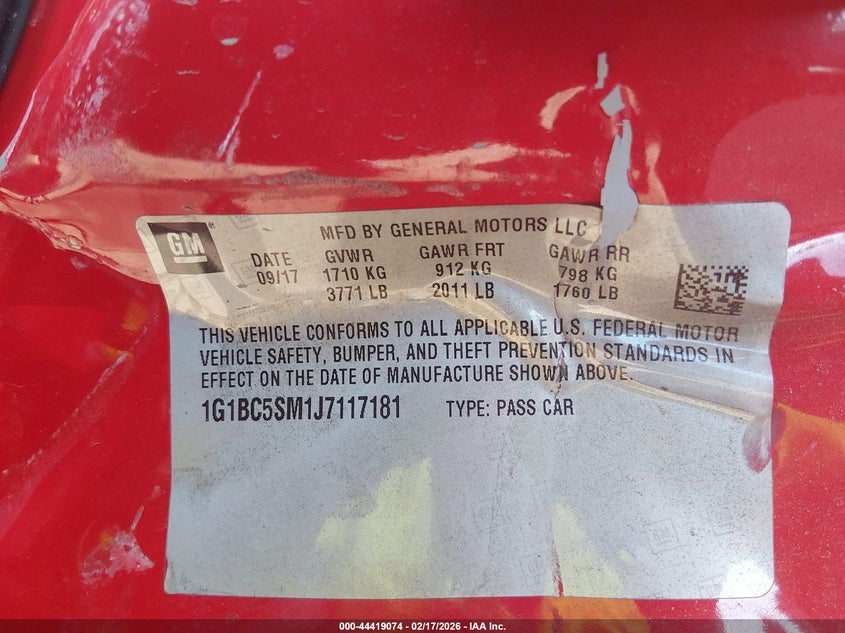 GM
MFD BY GENERAL MOTORS LLC
DATE GVWR GAWR FRT GAWR RR
09/17 1710 KG 912 KG 798 KG
3771 LB 2011 LB 1760 LB
THIS VEHICLE CONFORMS TO ALL APPLICABLE U.S. FEDERAL MOTOR
VEHICLE SAFETY, BUMPER, AND THEFT PREVENTION STANDARDS IN
EFFECT ON THE DATE OF MANUFACTURE SHOWN ABOVE.
1G1BC5SM1J7117181 TYPE: PASS CAR
000-44419074 - 02/17/2026 - IAA Inc.